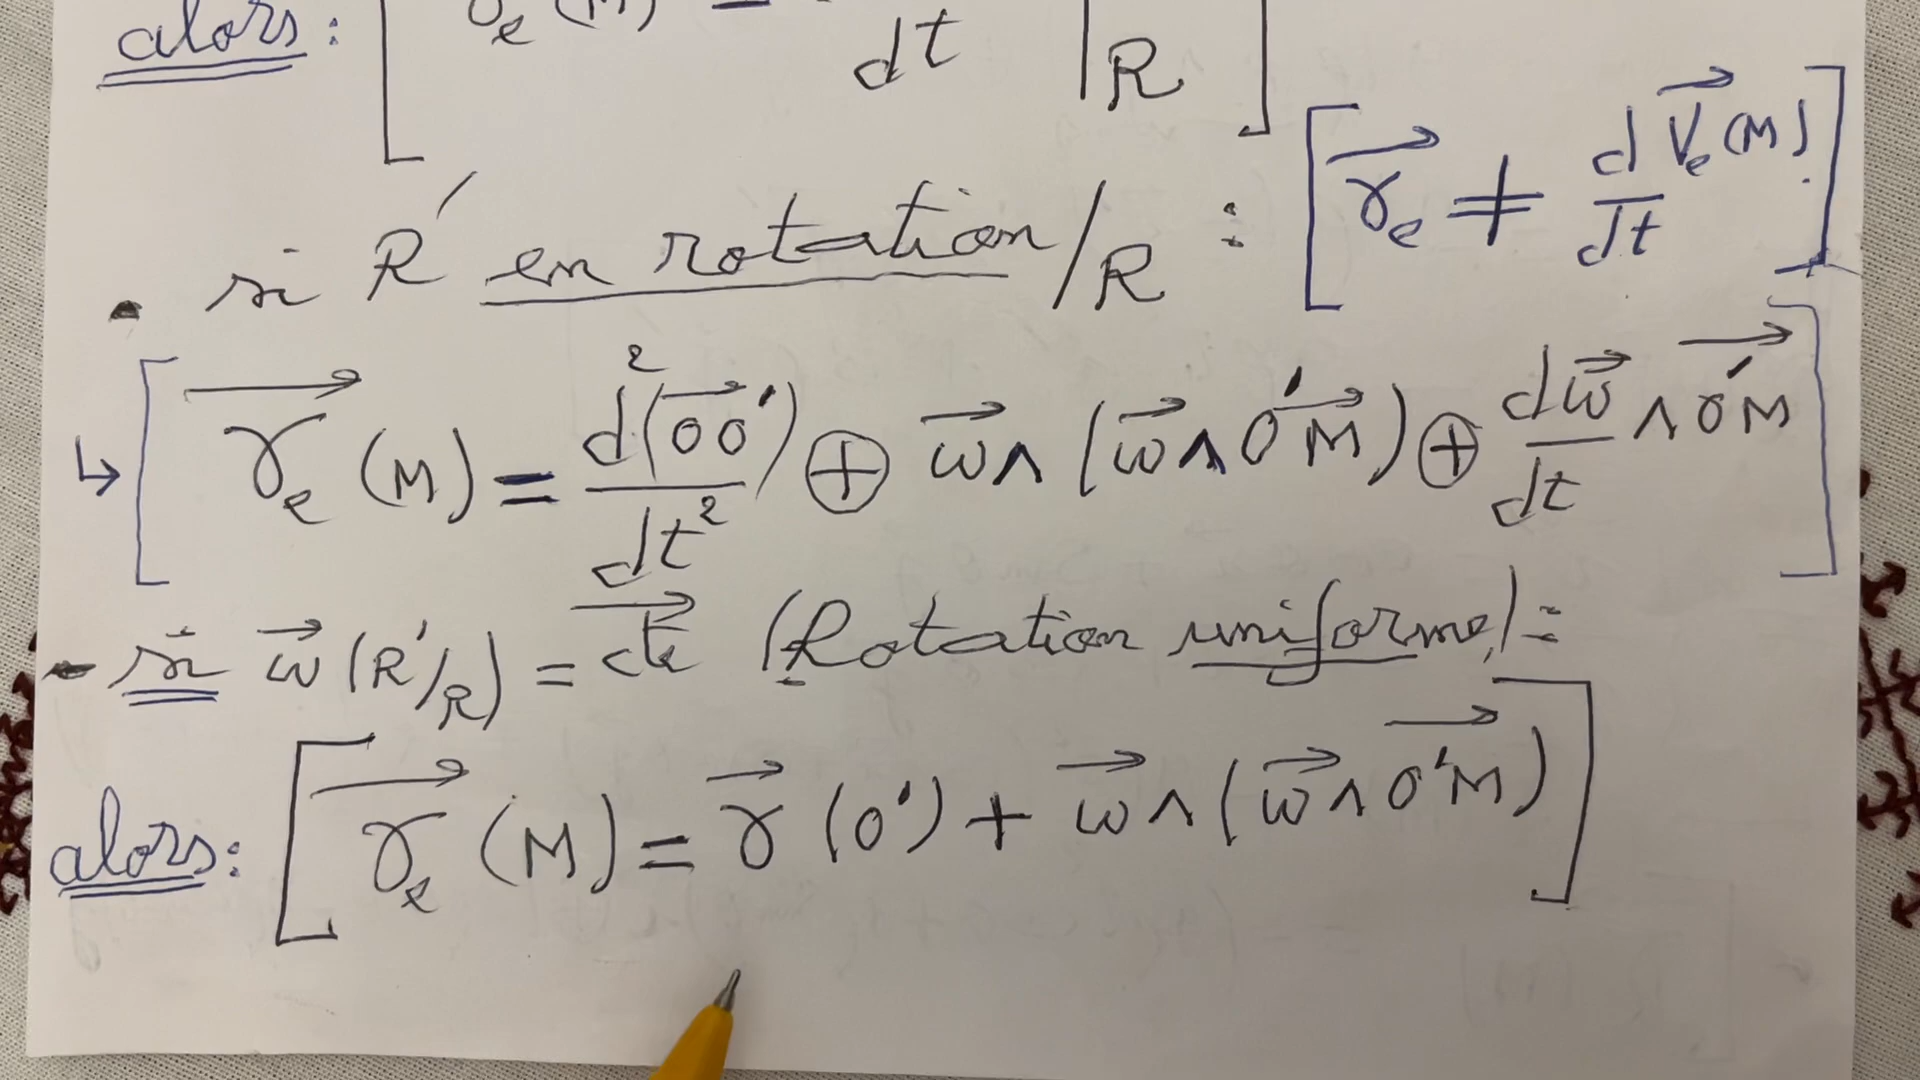 alors : [ γe (M) = dt |R ]
• si R' en rotation /R : [ γe ≠ d Ve(M) / dt ]
↳ [ γe (M) = d²(OO') / dt² ⊕ ω ∧ (ω ∧ O'M) ⊕ dω/dt ∧ O'M ]
- si ω (R'/R) = cte (Rotation uniforme) :
alors : [ γe (M) = γ (O') + ω ∧ (ω ∧ O'M) ]